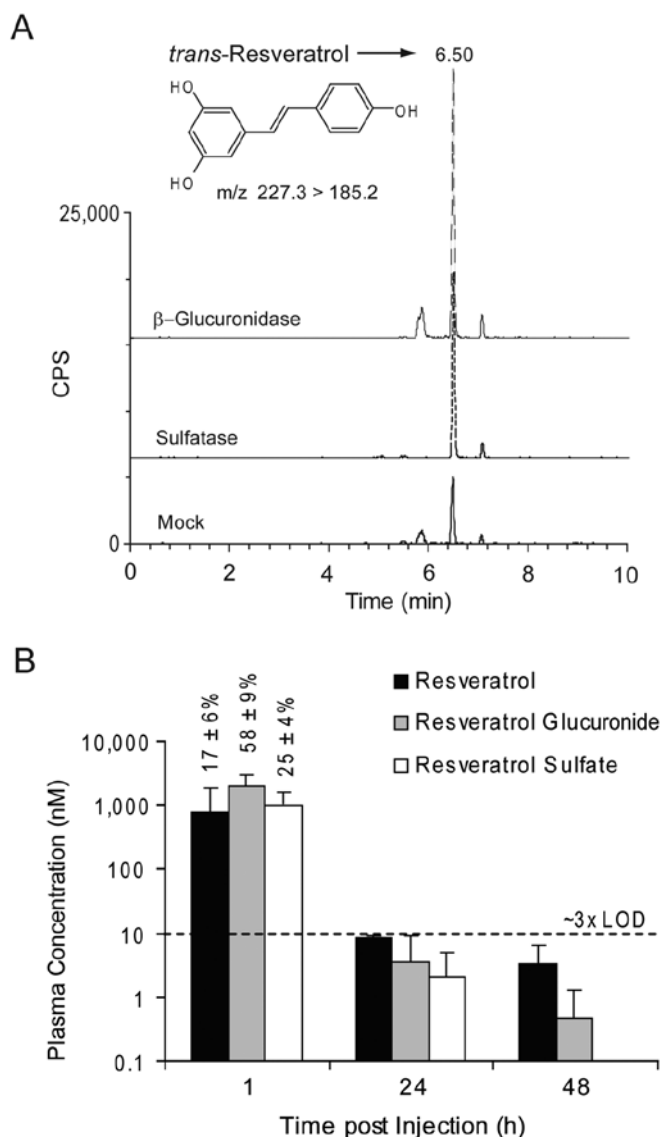 A
trans-Resveratrol
6.50
HO
OH
HO
m/z 227.3 > 185.2
25,000
β–Glucuronidase
CPS
Sulfatase
Mock
0
0 2 4 6 8 10
Time (min)
B
17 ± 6%
58 ± 9%
25 ± 4%
Resveratrol
Resveratrol Glucuronide
Resveratrol Sulfate
10,000
1,000
100
10
1
0.1
Plasma Concentration (nM)
~3x LOD
1 24 48
Time post Injection (h)